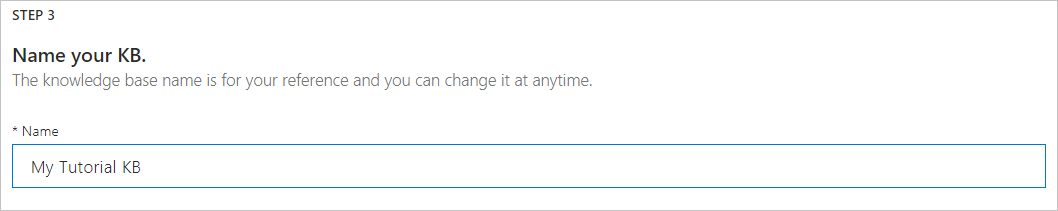 STEP 3
Name your KB.
The knowledge base name is for your reference and you can change it at anytime.
* Name
My Tutorial KB